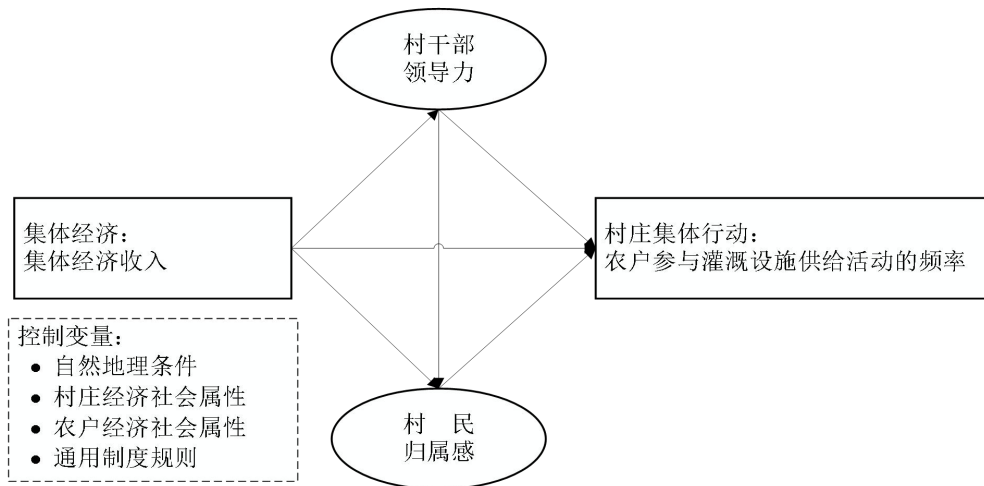 村干部
领导力
集体经济：
集体经济收入
村庄集体行动：
农户参与灌溉设施供给活动的频率
控制变量：
● 自然地理条件
● 村庄经济社会属性
● 农户经济社会属性
● 通用制度规则
村　民
归属感